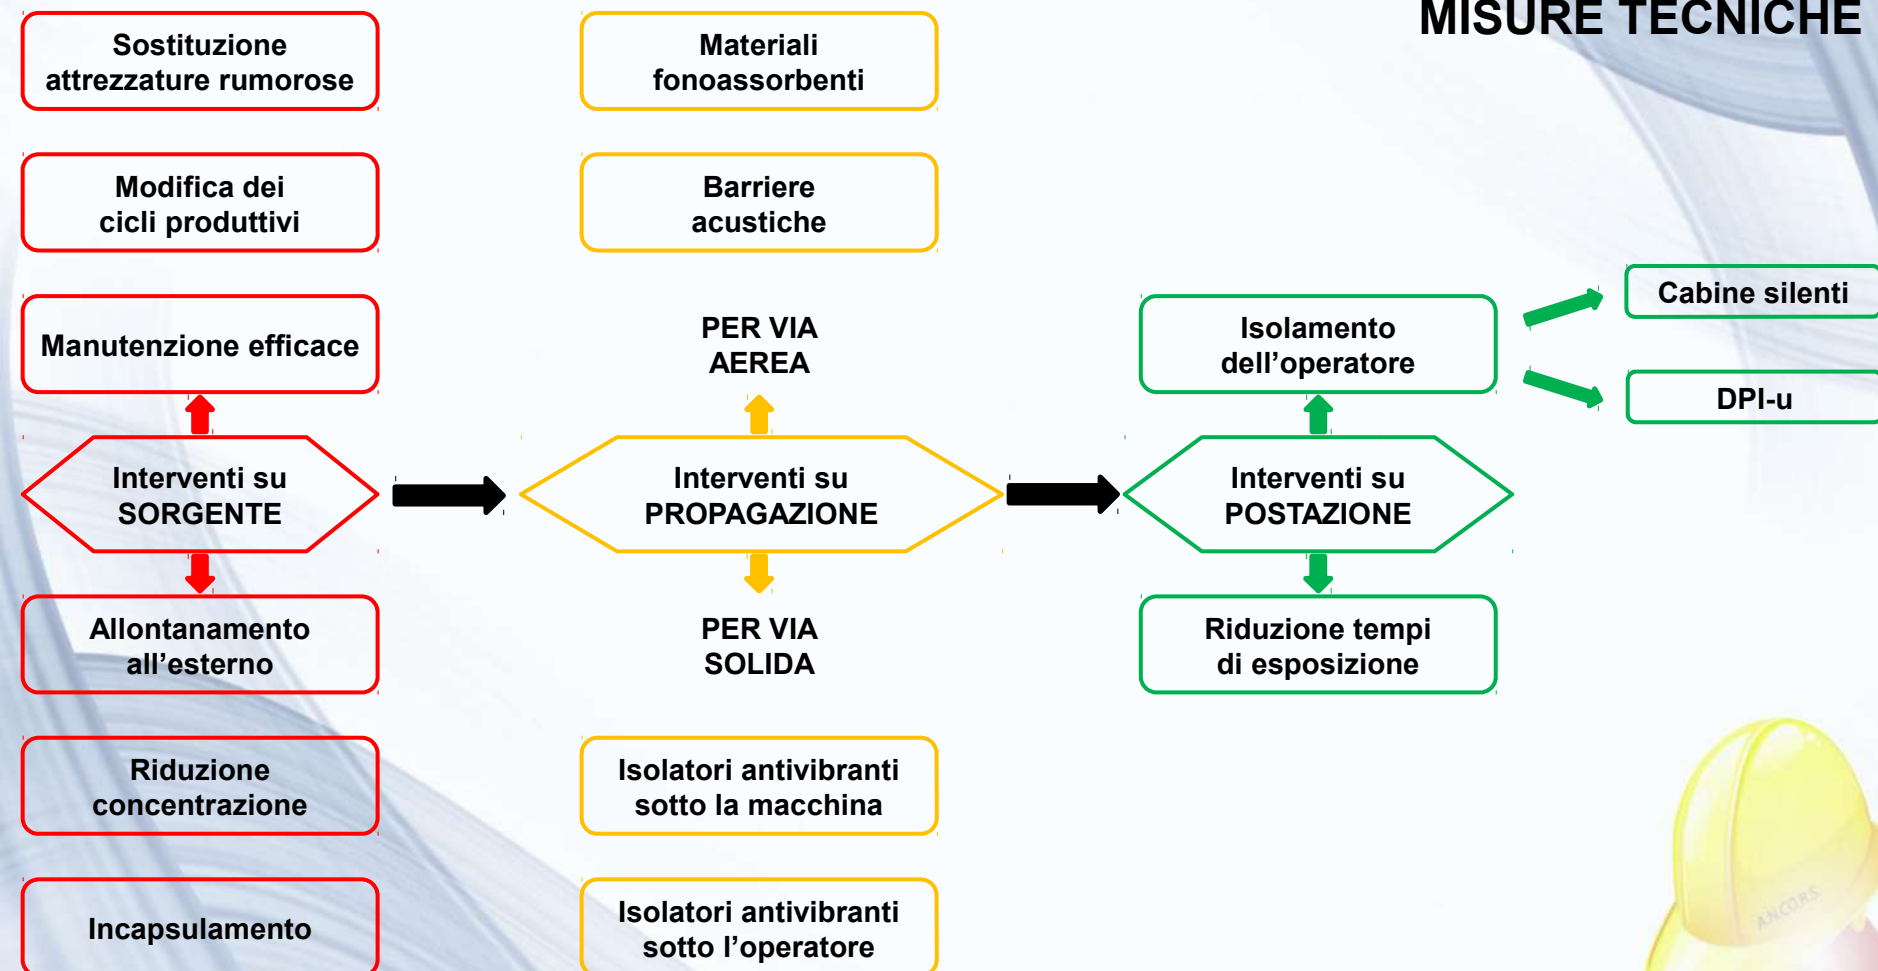 MISURE TECNICHE
Sostituzione
attrezzature rumorose
Modifica dei
cicli produttivi
Manutenzione efficace
Interventi su
SORGENTE
Allontanamento
all’esterno
Riduzione
concentrazione
Incapsulamento
Materiali
fonoassorbenti
Barriere
acustiche
PER VIA
AEREA
Interventi su
PROPAGAZIONE
PER VIA
SOLIDA
Isolatori antivibranti
sotto la macchina
Isolatori antivibranti
sotto l’operatore
Isolamento
dell’operatore
Cabine silenti
DPI-u
Interventi su
POSTAZIONE
Riduzione tempi
di esposizione
A.N.CO.R.S.